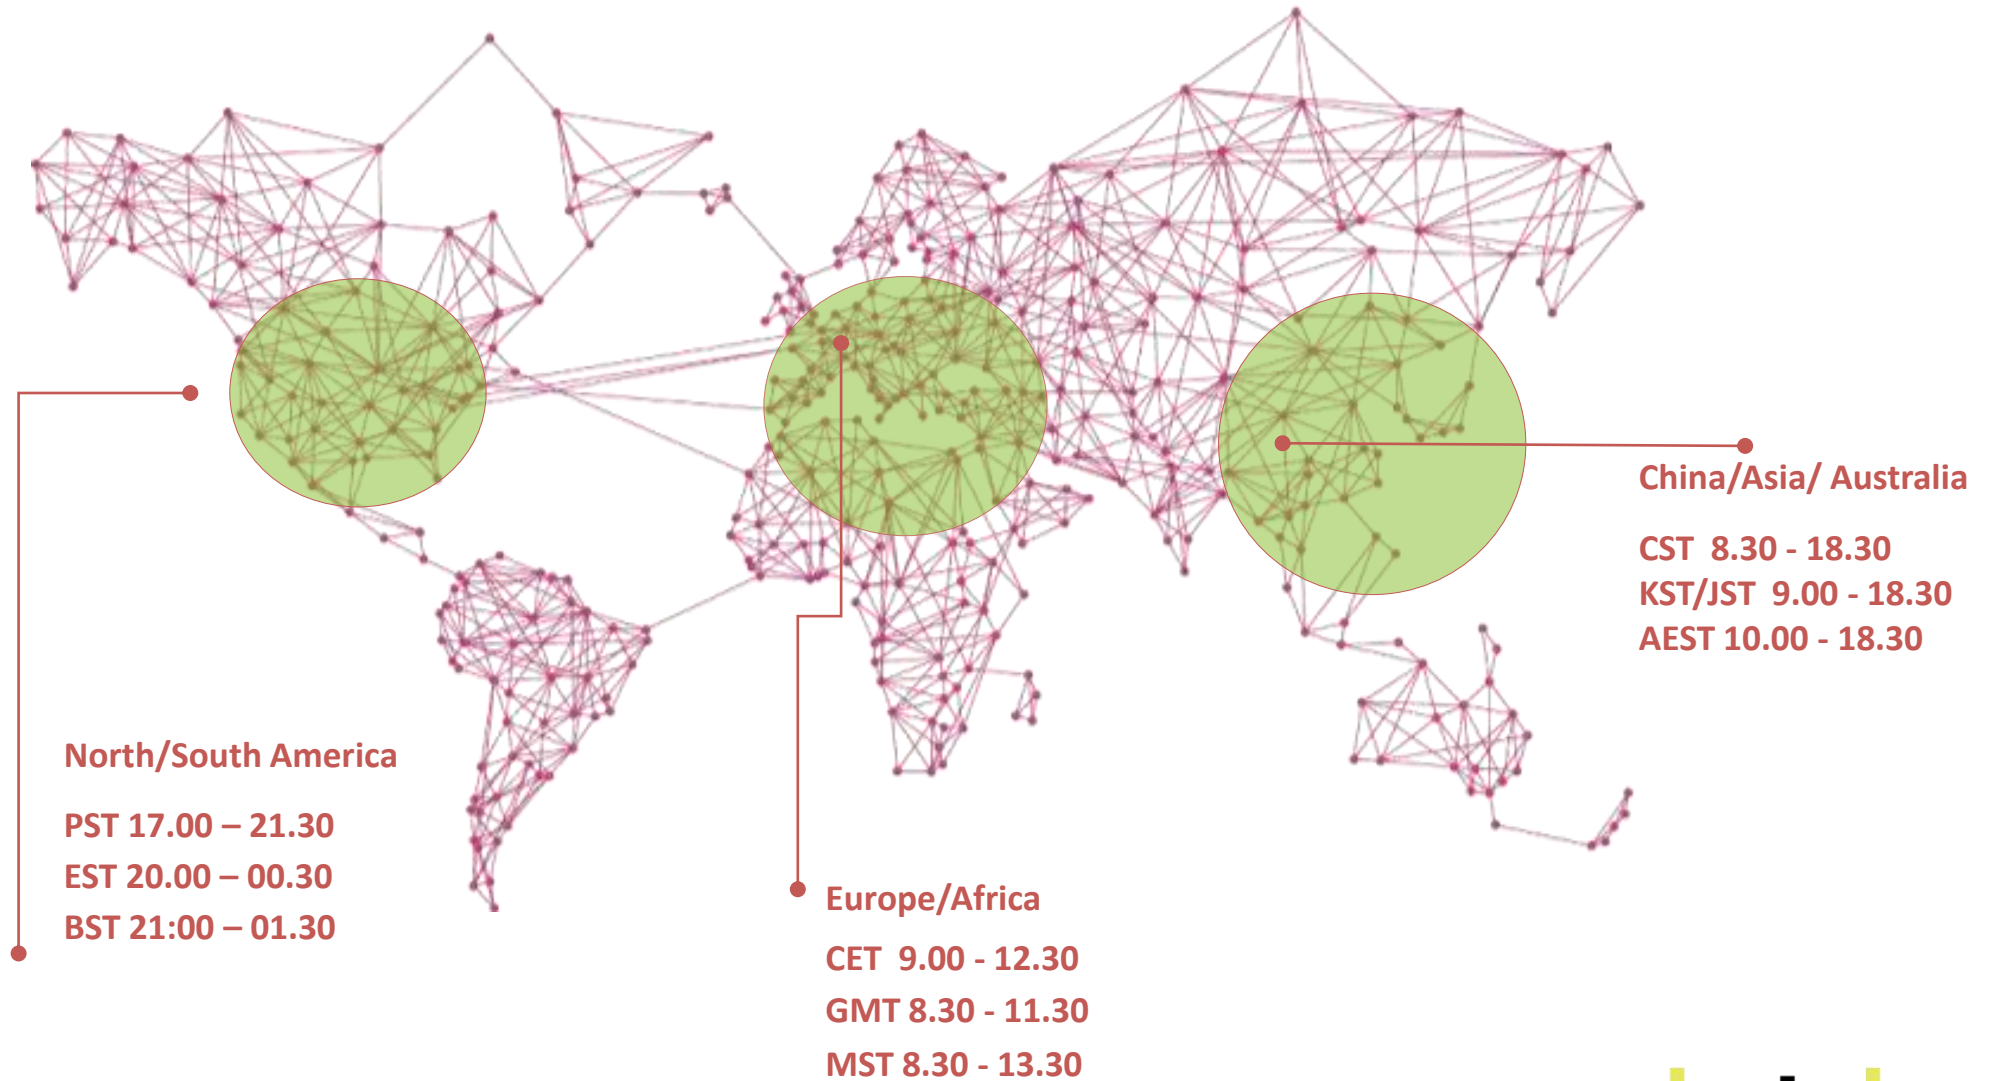 China/Asia/ Australia
CST 8.30 - 18.30
KST/JST 9.00 - 18.30
AEST 10.00 - 18.30
North/South America
PST 17.00 – 21.30
EST 20.00 – 00.30
BST 21:00 – 01.30
Europe/Africa
CET 9.00 - 12.30
GMT 8.30 - 11.30
MST 8.30 - 13.30